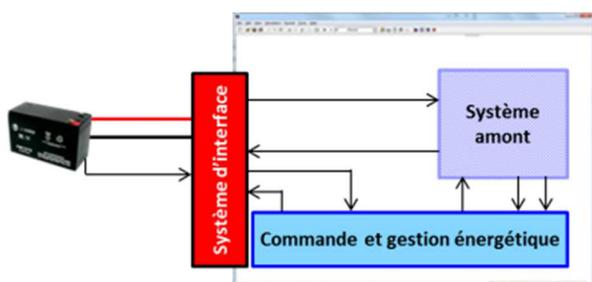 Système d'interface
Système
amont
Commande et gestion énergétique